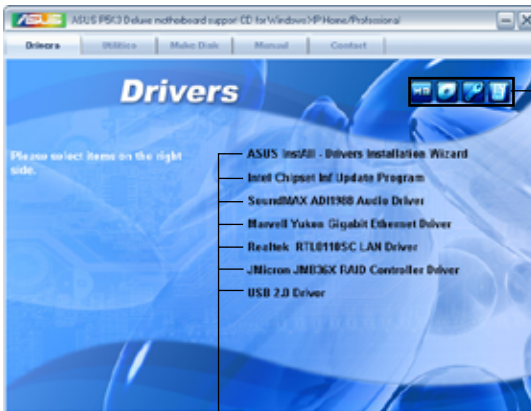 ASUS P5K3 Deluxe motherboard support CD for Windows XP Home/Professional
Drivers
Utilities
Make Disk
Manual
Contact
Drivers
Please select items on the right side.
ASUS InstAll - Drivers Installation Wizard
Intel Chipset Inf Update Program
SoundMAX ADI1988 Audio Driver
Marvell Yukon Gigabit Ethernet Driver
Realtek RTL8110SC LAN Driver
JMicron JMB36X RAID Controller Driver
USB 2.0 Driver